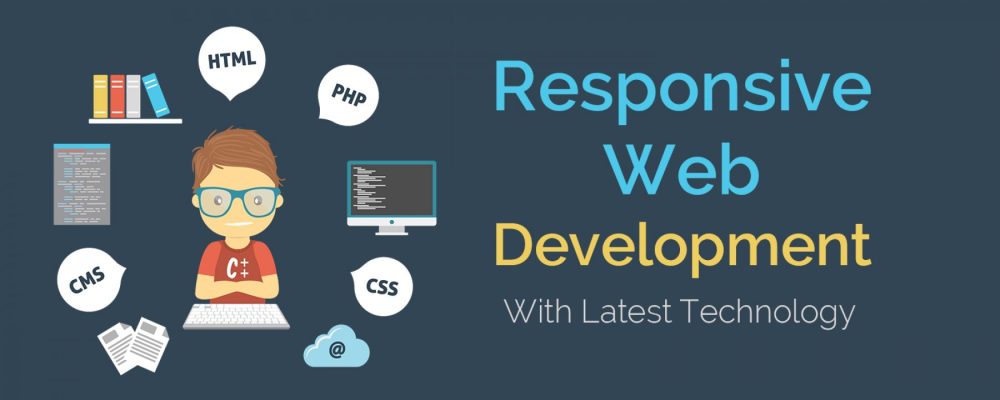 HTML
PHP
CMS
C++
CSS
@
Responsive
Web
Development
With Latest Technology